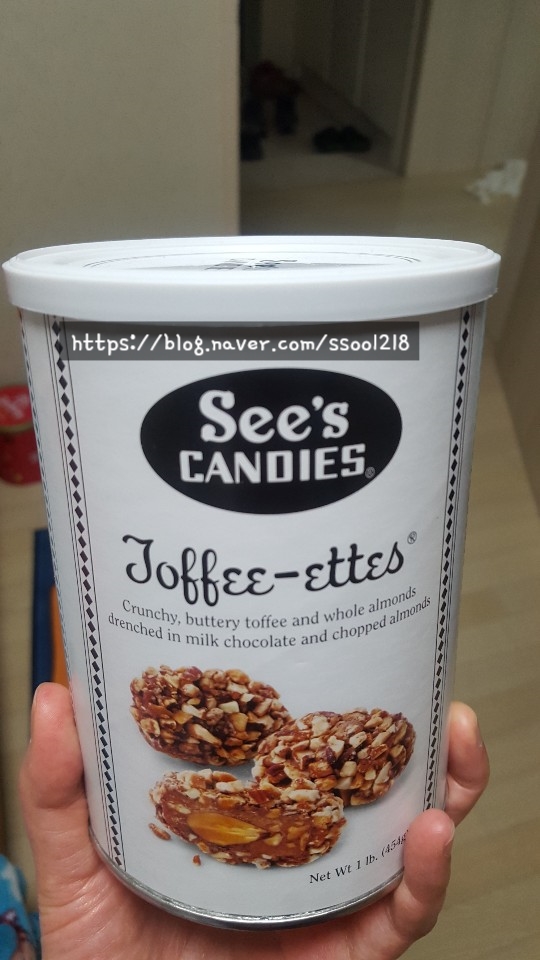 https://blog.naver.com/ssool218
See's
CANDIES®
Toffee-ettes®
Crunchy, buttery toffee and whole almonds
drenched in milk chocolate and chopped almonds
Net Wt 1 lb. (454g